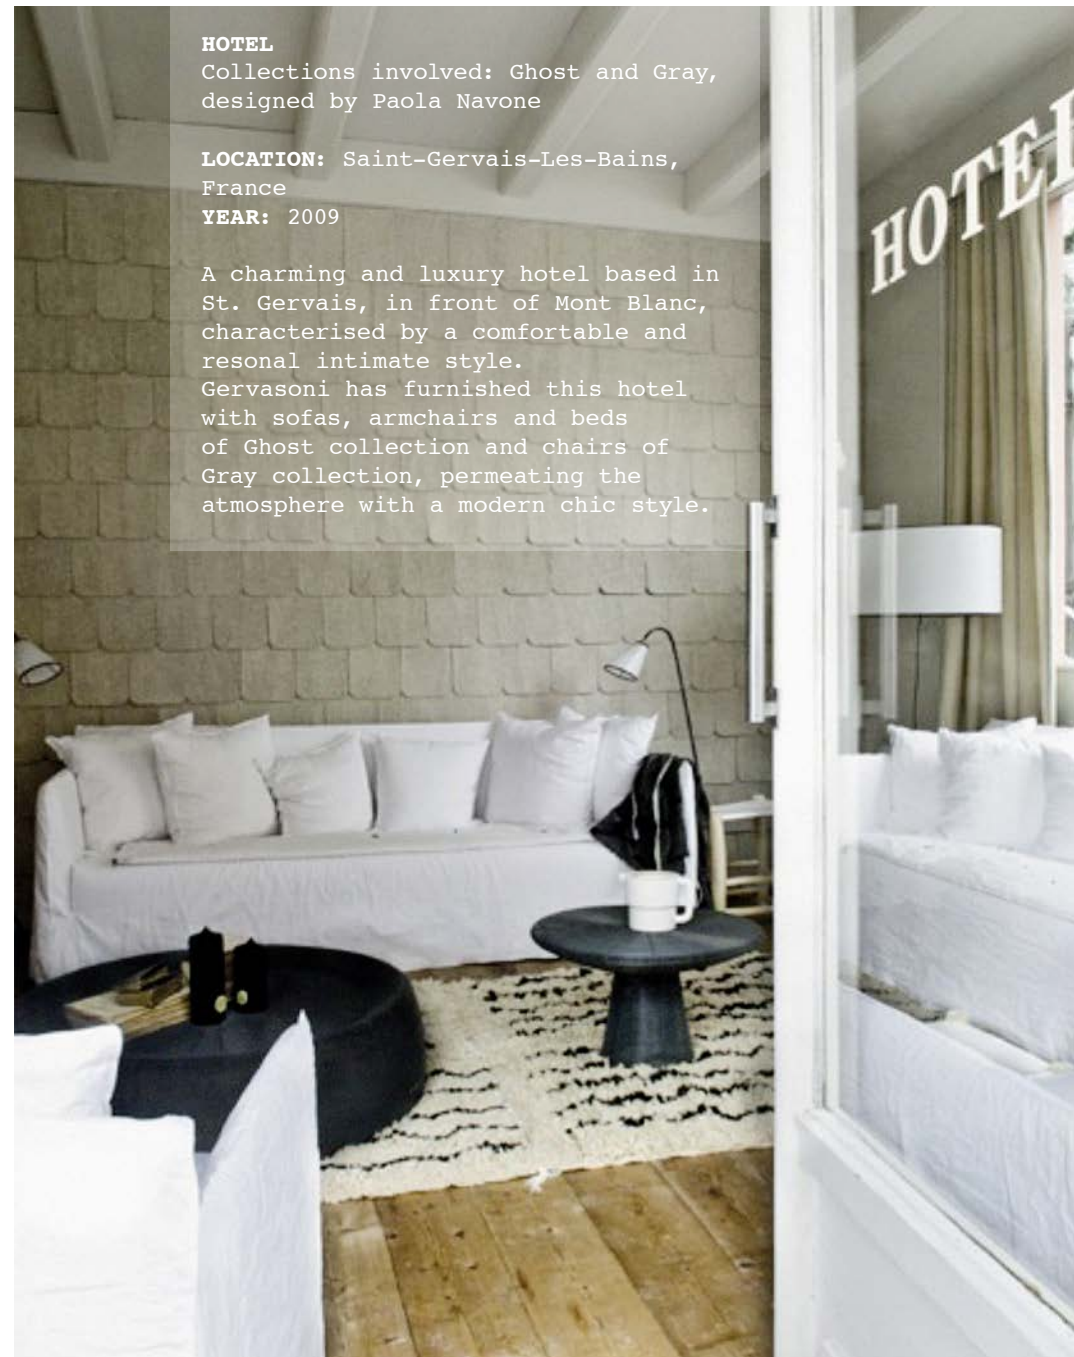 HOTEL
Collections involved: Ghost and Gray,
designed by Paola Navone
LOCATION: Saint-Gervais-Les-Bains,
France
YEAR: 2009
A charming and luxury hotel based in
St. Gervais, in front of Mont Blanc,
characterised by a comfortable and
resonal intimate style.
Gervasoni has furnished this hotel
with sofas, armchairs and beds
of Ghost collection and chairs of
Gray collection, permeating the
atmosphere with a modern chic style.
HOTEL